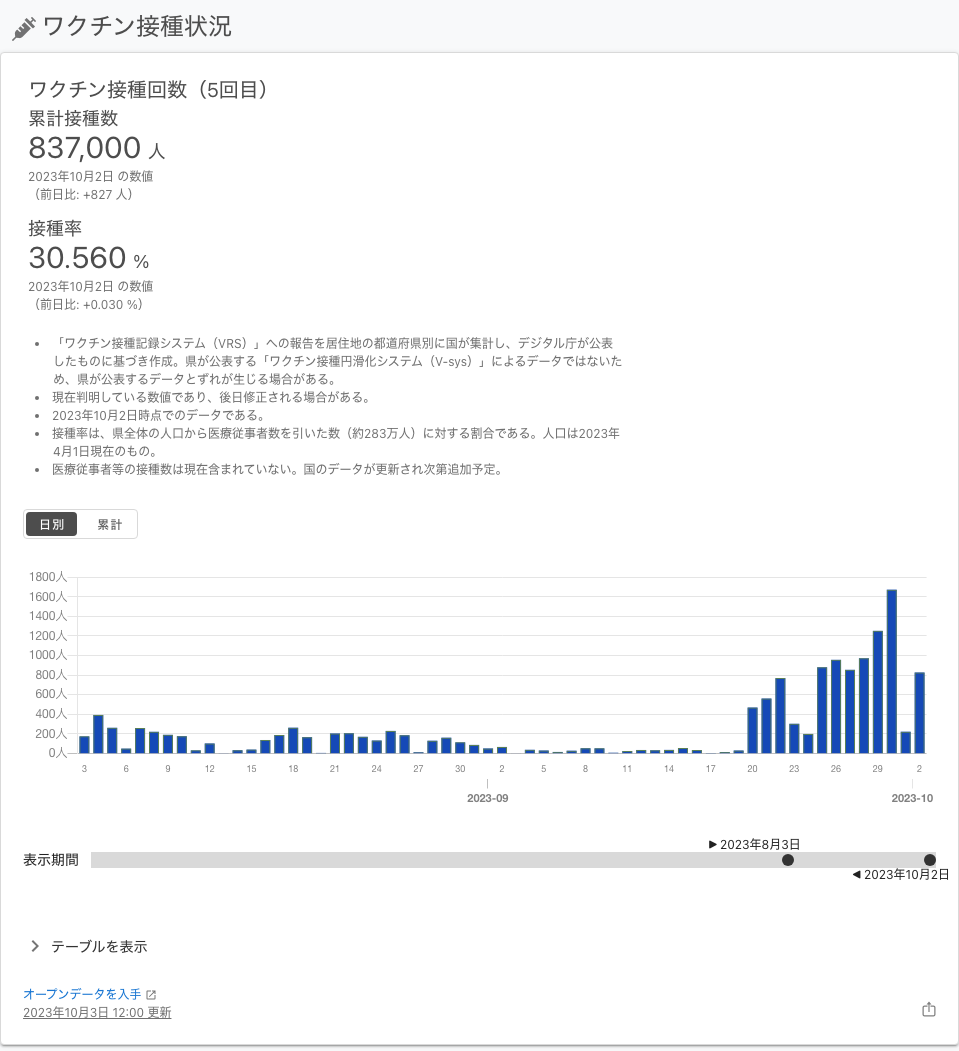 ワクチン接種状況
ワクチン接種回数（5回目）
累計接種数
837,000 人
2023年10月2日 の数値
（前日比: +827 人）
接種率
30.560 %
2023年10月2日 の数値
（前日比: +0.030 %）
• 「ワクチン接種記録システム（VRS）」への報告を居住地の都道府県別に国が集計し、デジタル庁が公表
したものに基づき作成。県が公表する「ワクチン接種円滑化システム（V-sys）」によるデータではないた
め、県が公表するデータとずれが生じる場合がある。
• 現在判明している数値であり、後日修正される場合がある。
• 2023年10月2日時点でのデータである。
• 接種率は、県全体の人口から医療従事者数を引いた数（約283万人）に対する割合である。人口は2023年
4月1日現在のもの。
• 医療従事者等の接種数は現在含まれていない。国のデータが更新され次第追加予定。
日別 累計
1800人
1600人
1400人
1200人
1000人
800人
600人
400人
200人
0人
3 6 9 12 15 18 21 24 27 30 2 5 8 11 14 17 20 23 26 29 2
2023-09 2023-10
▶ 2023年8月3日
表示期間
◀ 2023年10月2日
テーブルを表示
オープンデータを入手
2023年10月3日 12:00 更新